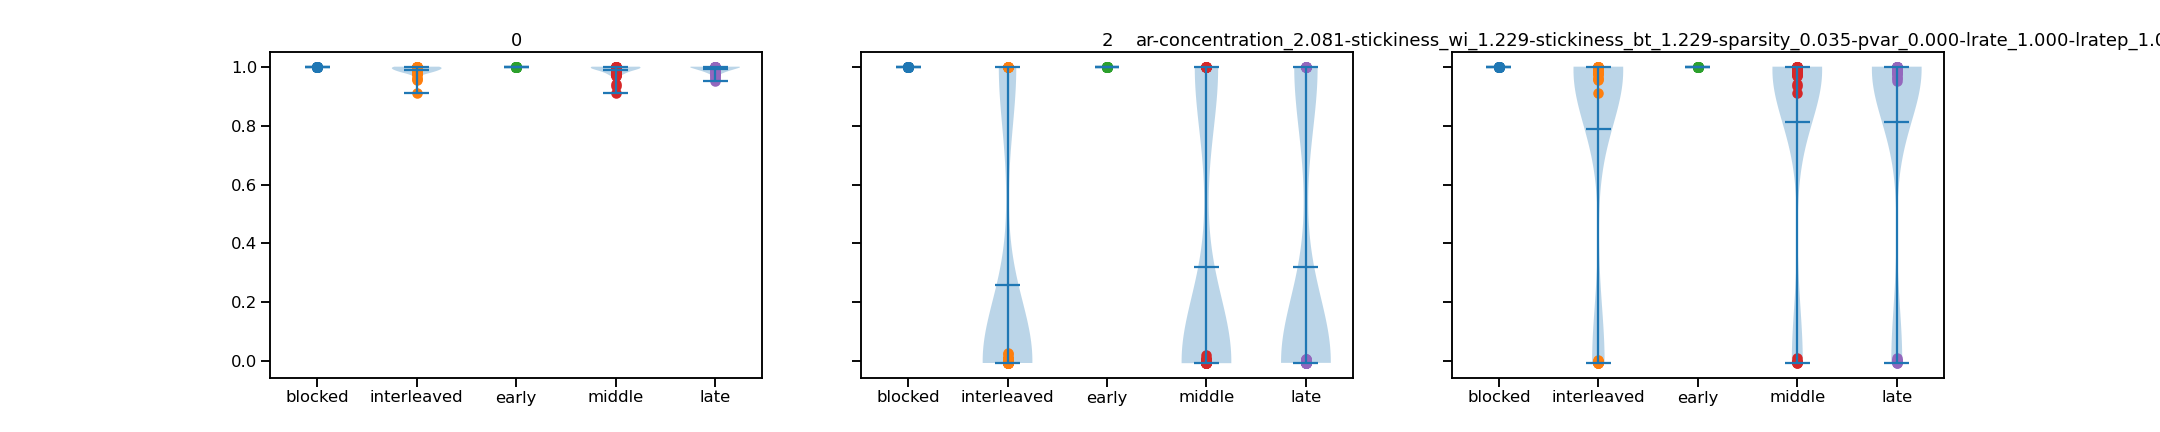 0
2
ar-concentration_2.081-stickiness_wi_1.229-stickiness_bt_1.229-sparsity_0.035-pvar_0.000-lrate_1.000-lratep_1.0
1.0
0.8
0.6
0.4
0.2
0.0
blocked interleaved early middle late
blocked interleaved early middle late
blocked interleaved early middle late